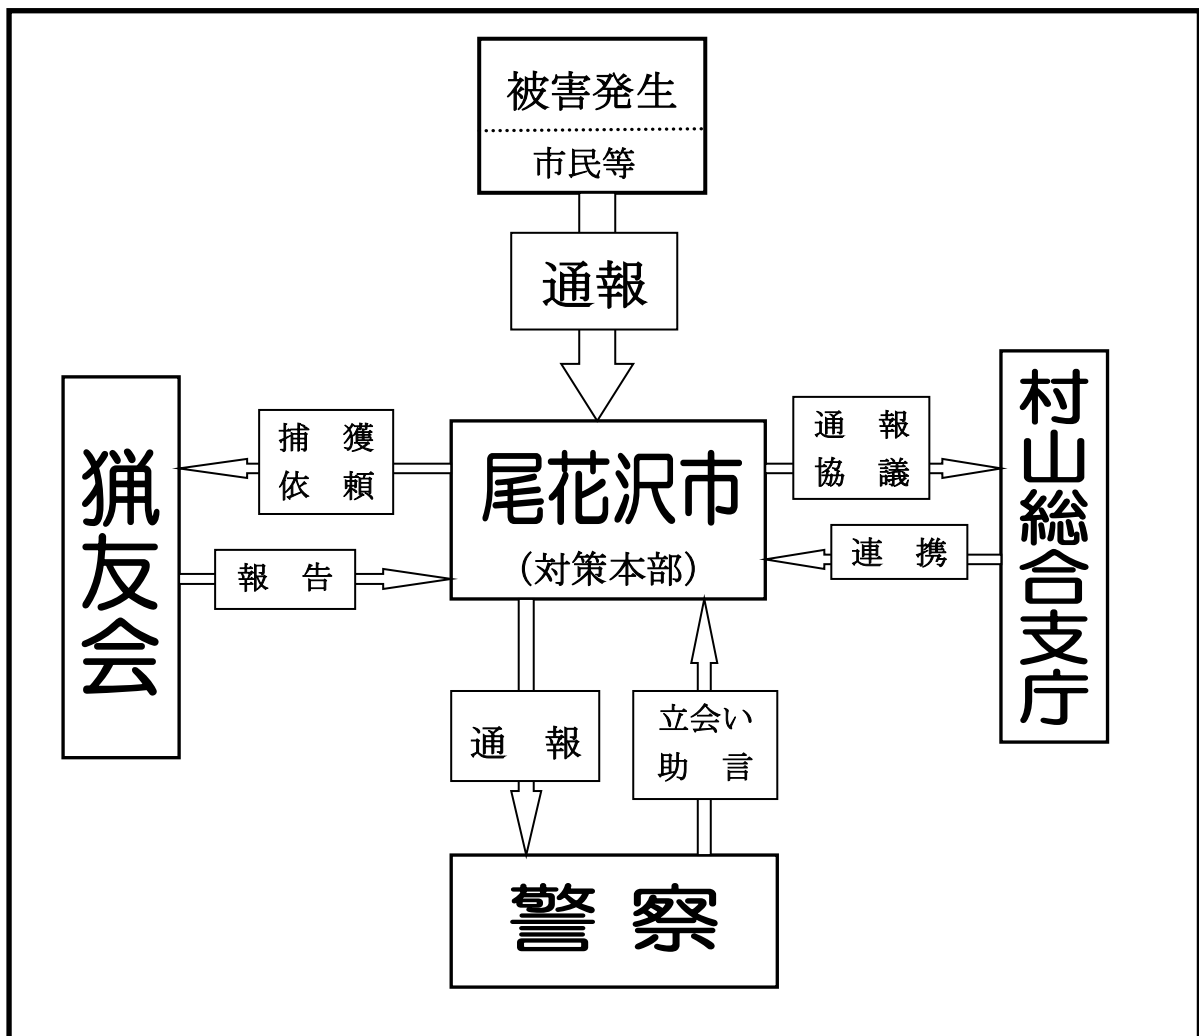 被害発生
市民等
通報
捕 獲
依 頼
通 報
協 議
猟友会
尾花沢市
(対策本部)
村山総合支庁
報 告
連 携
通 報
立会い
助 言
警 察